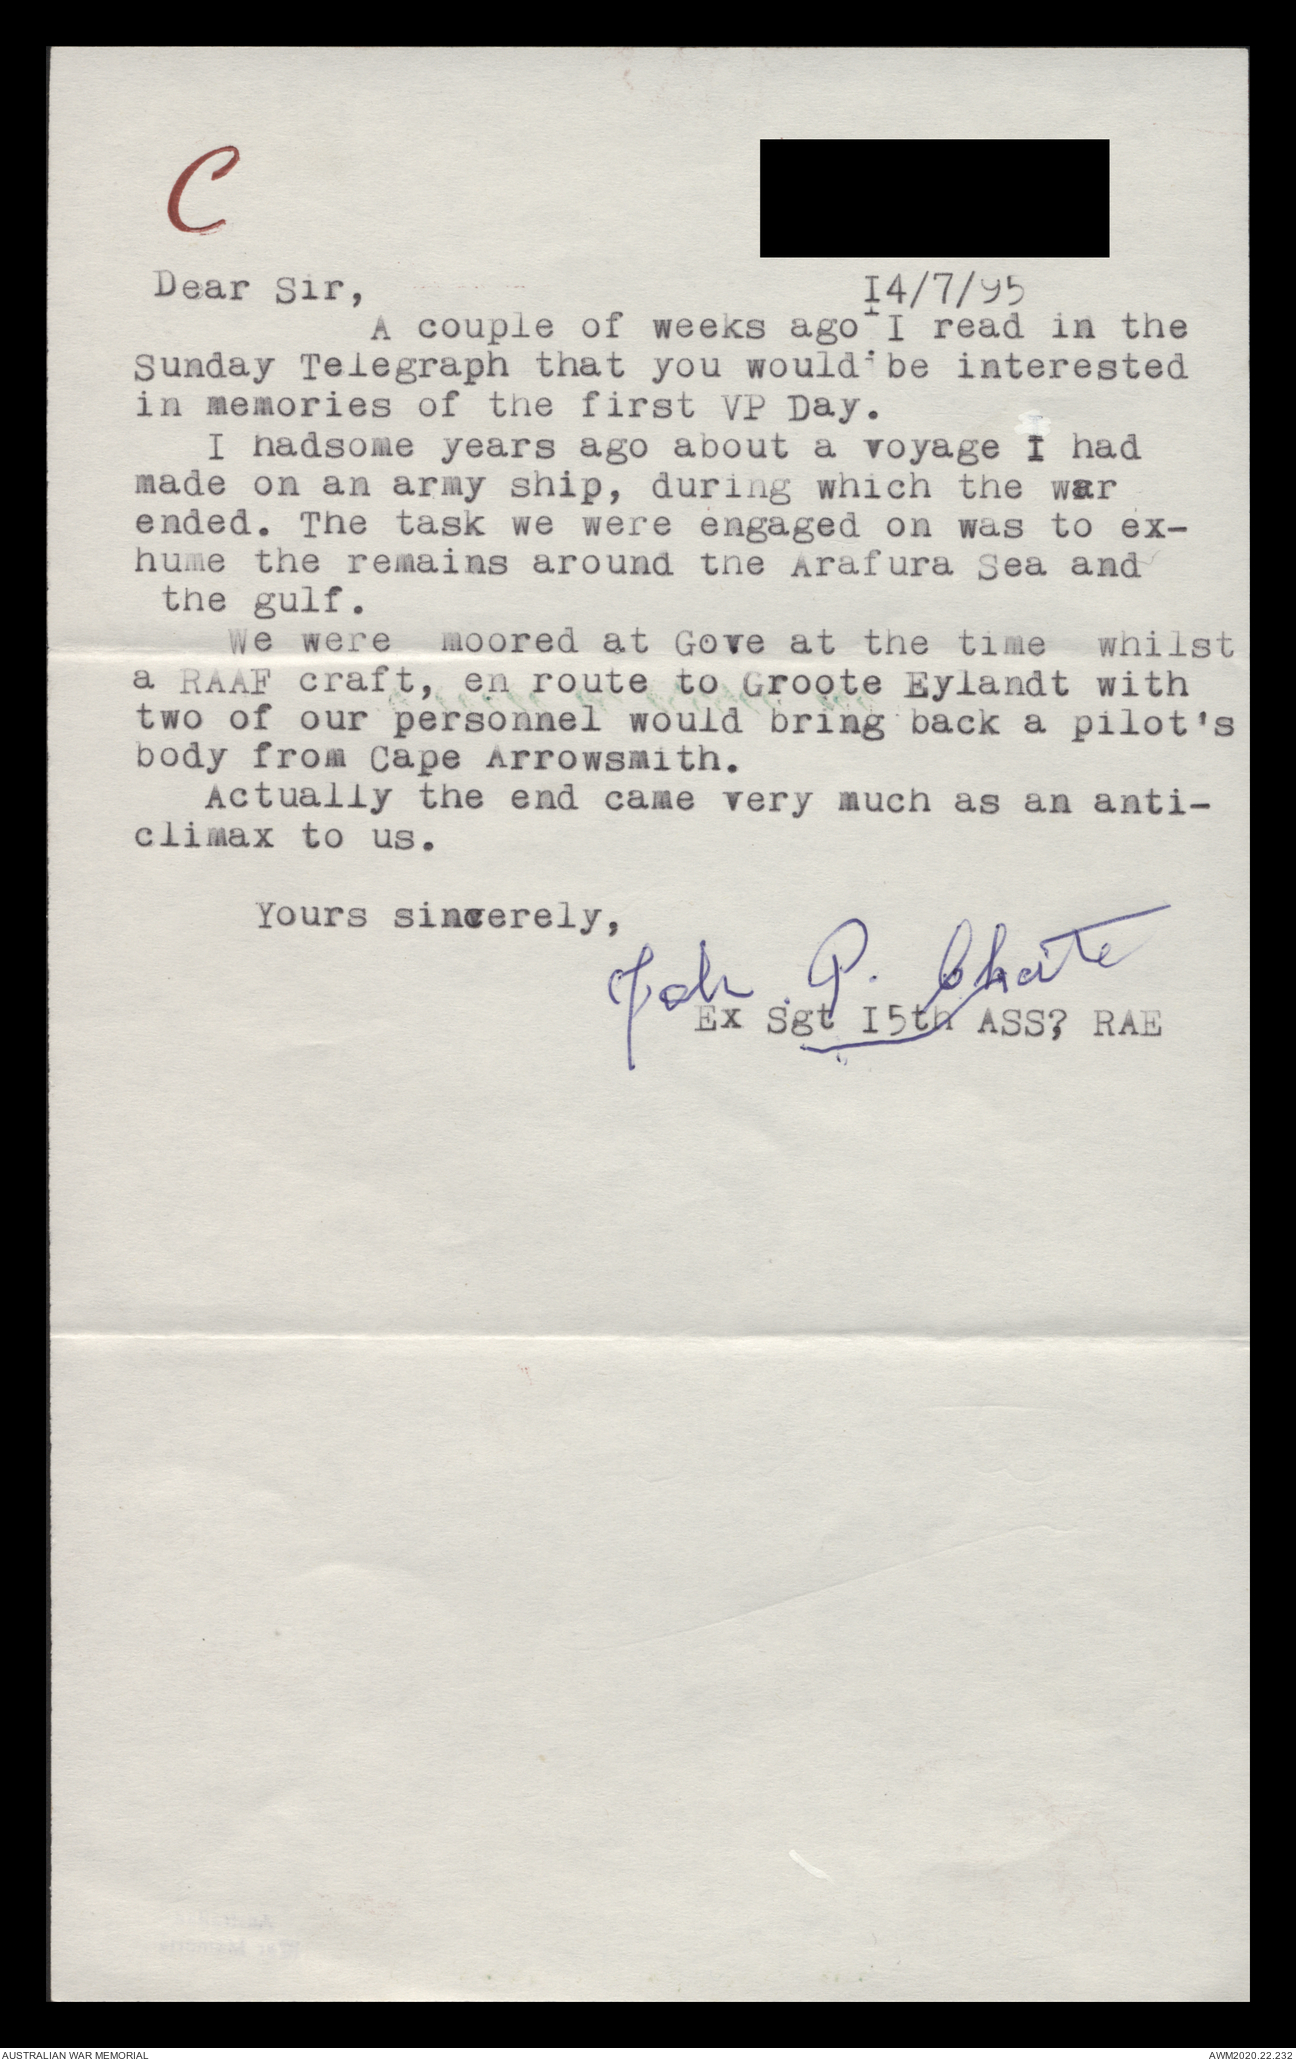 C
Dear Sir,
I4/7/95
A couple of weeks ago I read in the
Sunday Telegraph that you would be interested
in memories of the first VP Day.
I hadsome years ago about a voyage I had
made on an army ship, during which the war
ended. The task we were engaged on was to ex-
hume the remains around the Arafura Sea and
the gulf.
We were moored at Gove at the time whilst
a RAAF craft, en route to Groote Eylandt with
two of our personnel would bring back a pilot's
body from Cape Arrowsmith.
Actually the end came very much as an anti-
climax to us.
Yours sincerely,
John P. 
Ex Sgt I5th ASS? RAE
AUSTRALIAN WAR MEMORIAL
AWM2020.22.232